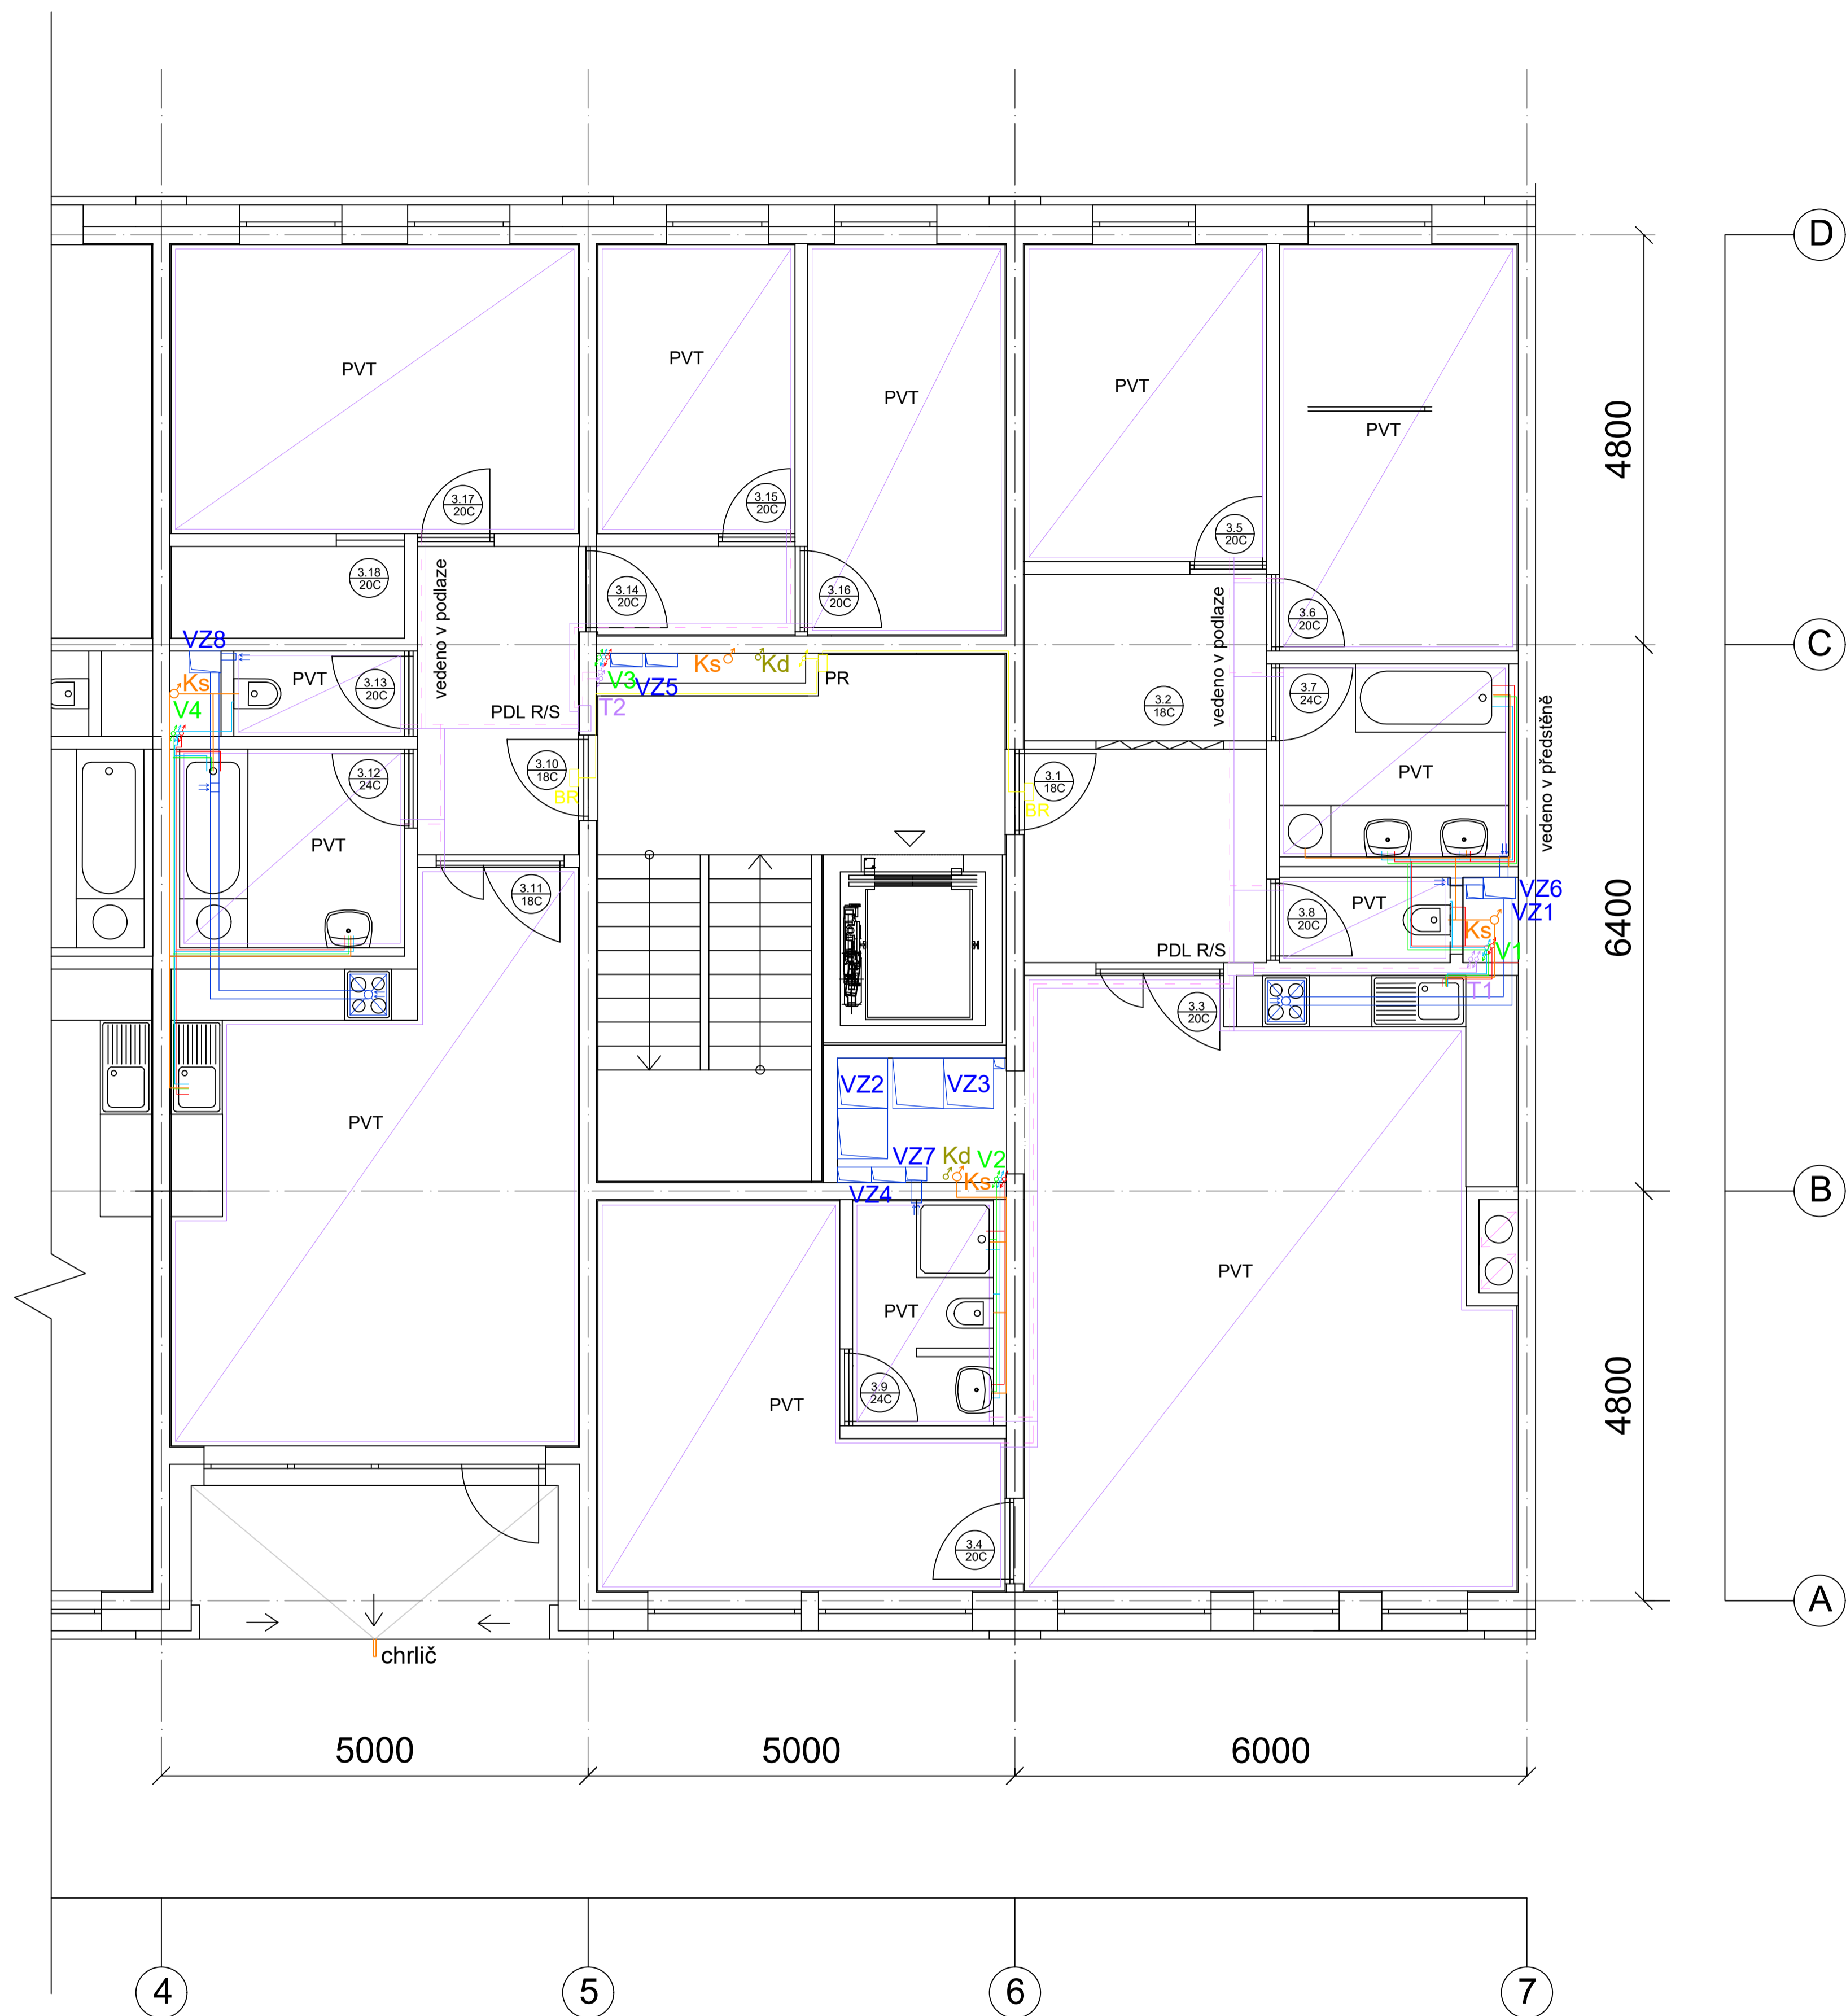 D
4800
PVT
PVT
PVT
PVT
PVT
3.17
20C
3.15
20C
3.5
20C
3.18
20C
vedeno v podlaze
3.14
20C
3.16
20C
vedeno v podlaze
3.6
20C
C
VZ8
Ks
V4
PVT
3.13
20C
PDL R/S
V3
VZ5
T2
Ks
Kd
PR
3.2
18C
3.7
24C
vedeno v předstěně
3.12
24C
3.10
18C
BR
3.1
18C
BR
PVT
PVT
3.11
18C
PDL R/S
3.8
20C
PVT
VZ6
VZ1
Ks
V1
T1
6400
3.3
20C
VZ2
VZ3
PVT
VZ7
Kd
V2
VZ4
Ks
B
PVT
PVT
3.9
24C
PVT
4800
3.4
20C
A
chrlič
5000
5000
6000
4
5
6
7